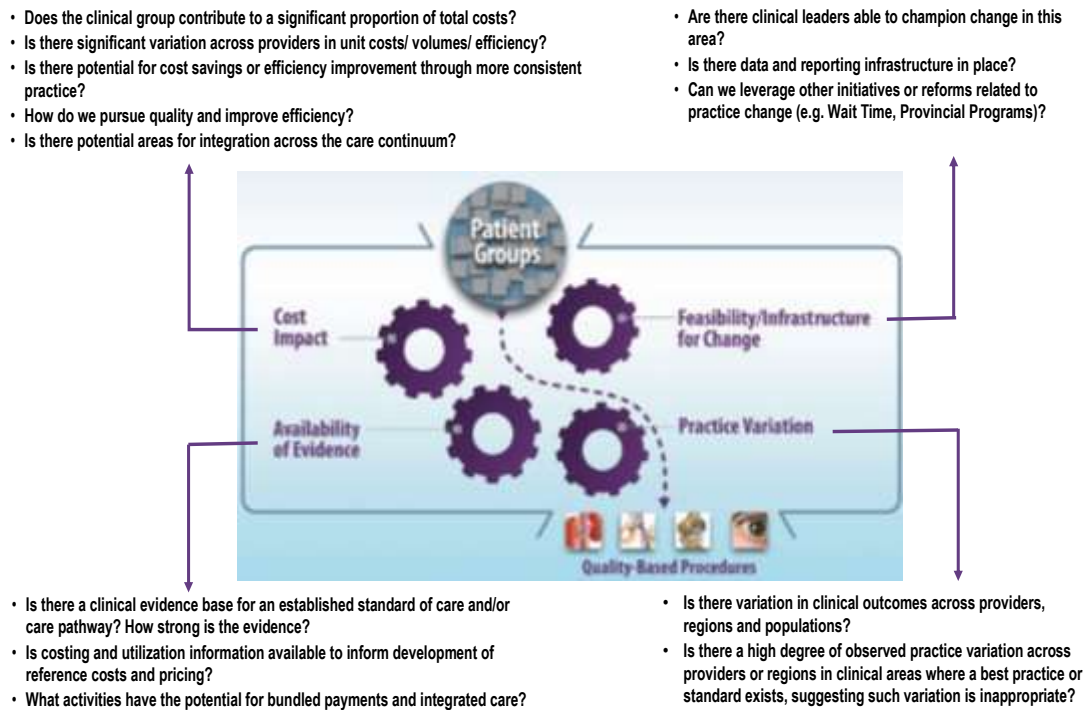 • Does the clinical group contribute to a significant proportion of total costs?
• Is there significant variation across providers in unit costs/ volumes/ efficiency?
• Is there potential for cost savings or efficiency improvement through more consistent
practice?
• How do we pursue quality and improve efficiency?
• Is there potential areas for integration across the care continuum?
• Are there clinical leaders able to champion change in this
area?
• Is there data and reporting infrastructure in place?
• Can we leverage other initiatives or reforms related to
practice change (e.g. Wait Time, Provincial Programs)?
Patient
Groups
Cost
Impact
Feasibility/Infrastructure
for Change
Availability
of Evidence
Practice Variation
Quality-Based Procedures
• Is there a clinical evidence base for an established standard of care and/or
care pathway? How strong is the evidence?
• Is costing and utilization information available to inform development of
reference costs and pricing?
• What activities have the potential for bundled payments and integrated care?
• Is there variation in clinical outcomes across providers,
regions and populations?
• Is there a high degree of observed practice variation across
providers or regions in clinical areas where a best practice or
standard exists, suggesting such variation is inappropriate?